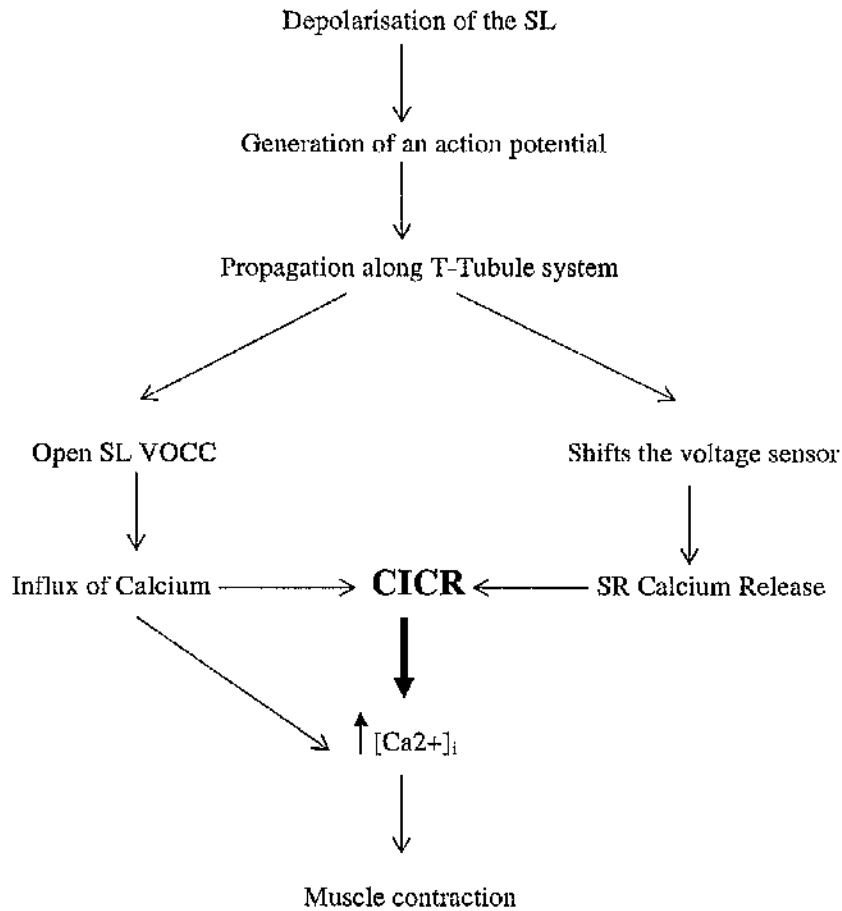 Depolarisation of the SL
Generation of an action potential
Propagation along T-Tubule system
Open SL VOCC
Shifts the voltage sensor
Influx of Calcium
CICR
SR Calcium Release
[Ca2+]i
Muscle contraction